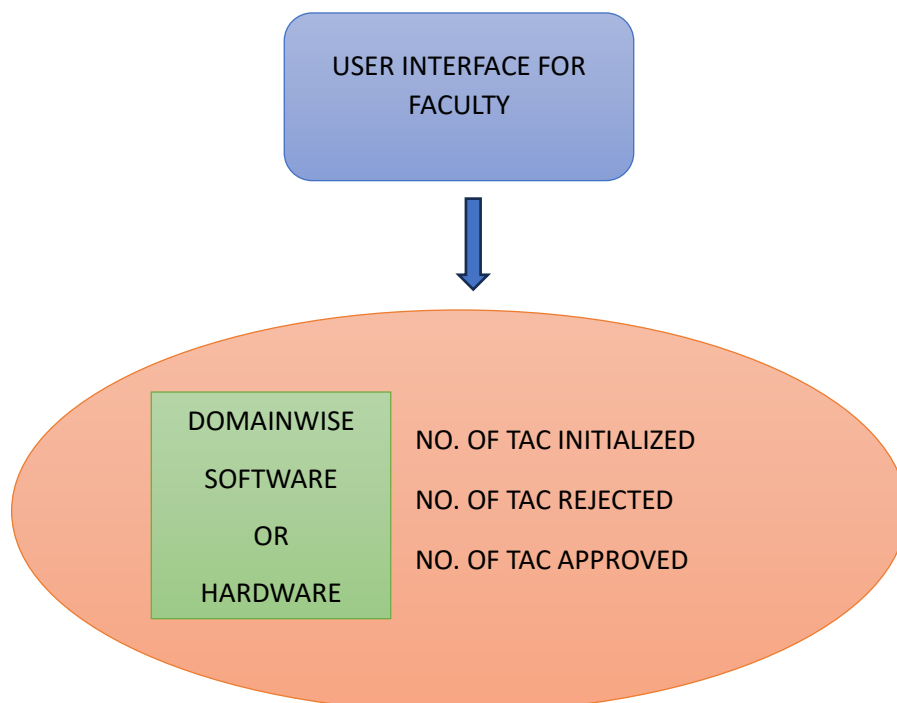 USER INTERFACE FOR
FACULTY
DOMAINWISE
SOFTWARE
OR
HARDWARE
NO. OF TAC INITIALIZED
NO. OF TAC REJECTED
NO. OF TAC APPROVED